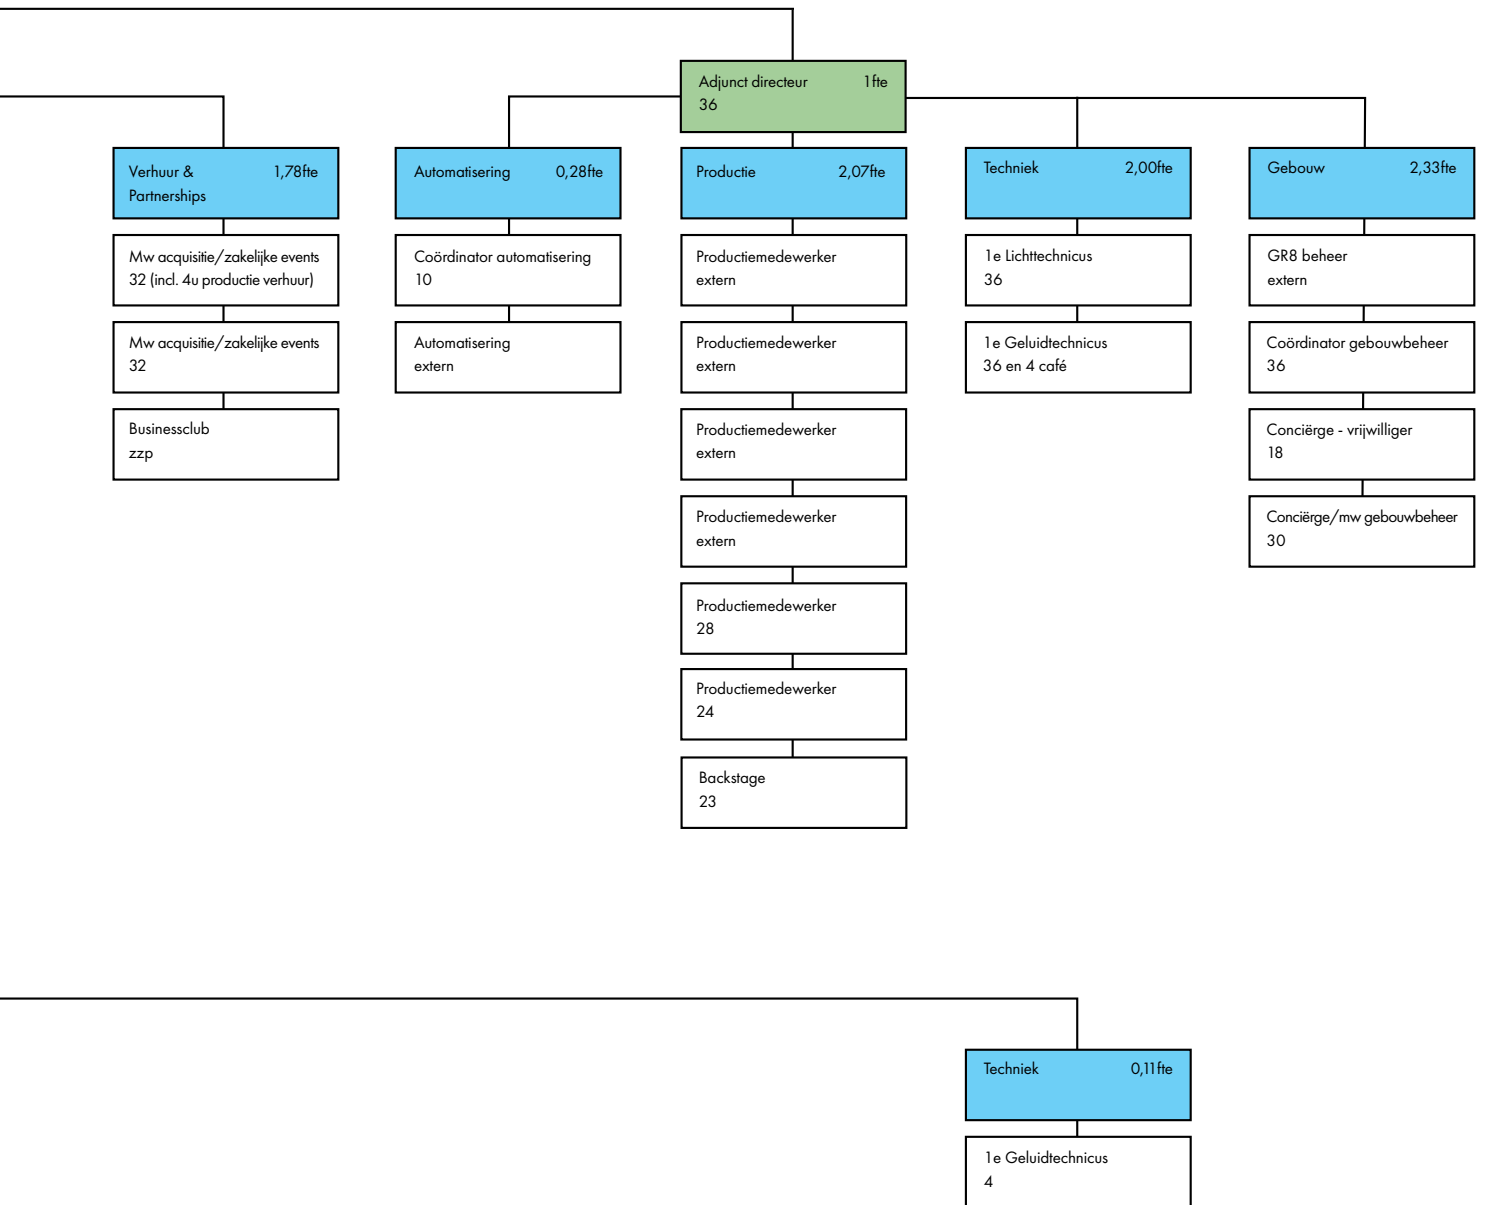 Adjunct directeur 1fte
36
Verhuur & 1,78fte
Partnerships
Mw acquisitie/zakelijke events
32 (incl. 4u productie verhuur)
Mw acquisitie/zakelijke events
32
Businessclub
zzp
Automatisering 0,28fte
Coördinator automatisering
10
Automatisering
extern
Productie 2,07fte
Productiemedewerker
extern
Productiemedewerker
extern
Productiemedewerker
extern
Productiemedewerker
extern
Productiemedewerker
28
Productiemedewerker
24
Backstage
23
Techniek 2,00fte
1e Lichttechnicus
36
1e Geluidtechnicus
36 en 4 café
Gebouw 2,33fte
GR8 beheer
extern
Coördinator gebouwbeheer
36
Conciërge - vrijwilliger
18
Conciërge/mw gebouwbeheer
30
Techniek 0,11fte
1e Geluidtechnicus
4